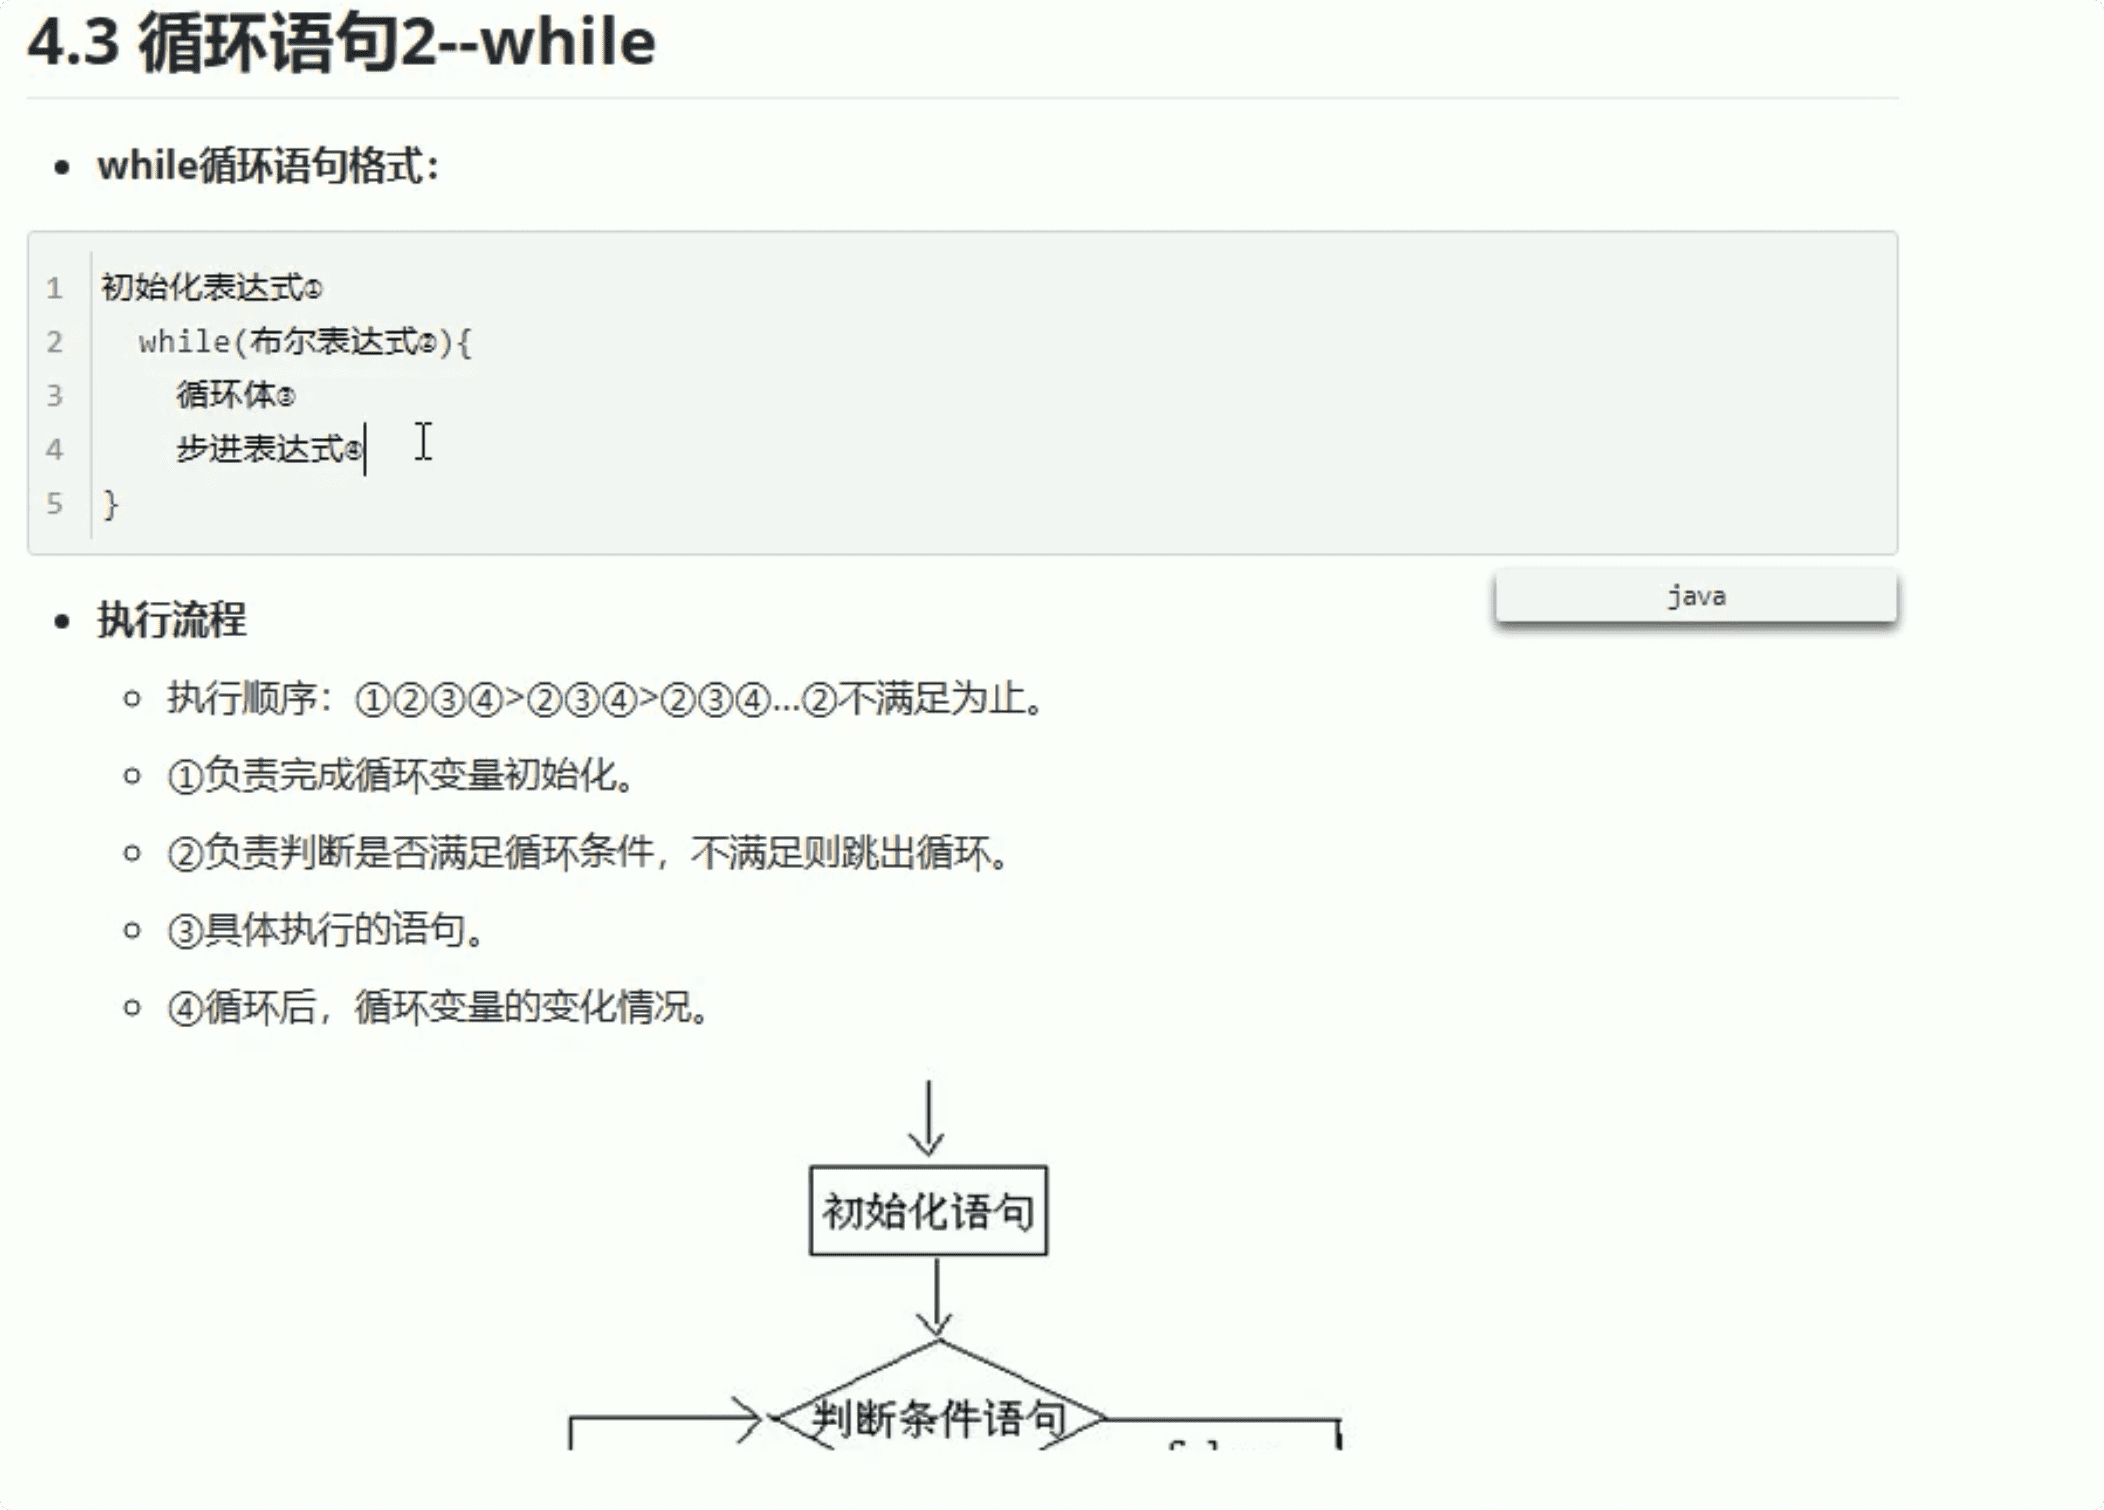 4.3 循环语句2--while
while循环语句格式：
1 初始化表达式①
2 while(布尔表达式②){
3 循环体③
4 步进表达式④
5 }
java
执行流程
执行顺序：①②③④>②③④>②③④…②不满足为止。
①负责完成循环变量初始化。
②负责判断是否满足循环条件，不满足则跳出循环。
③具体执行的语句。
④循环后，循环变量的变化情况。
初始化语句
判断条件语句